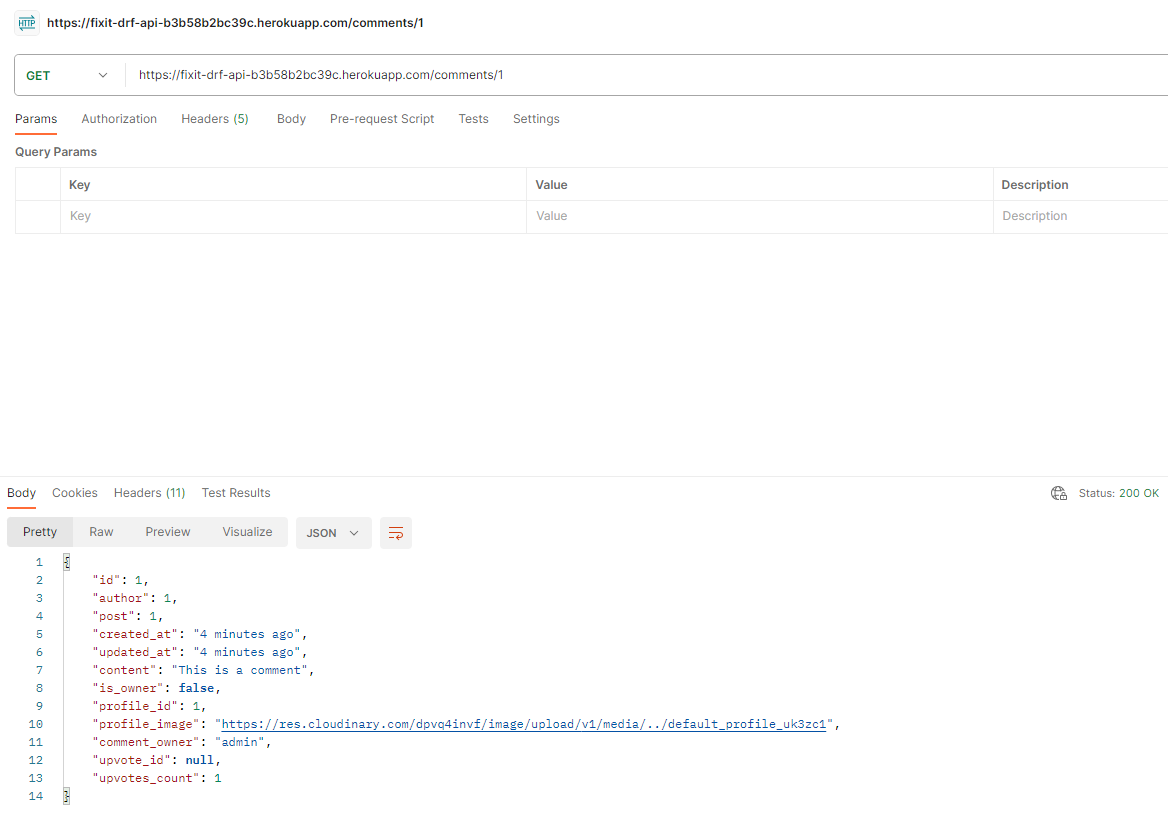 HTTP https://fixit-drf-api-b3b58b2bc39c.herokuapp.com/comments/1
GET https://fixit-drf-api-b3b58b2bc39c.herokuapp.com/comments/1
Params Authorization Headers (5) Body Pre-request Script Tests Settings
Query Params
Key Value Description
Key Value Description
Body Cookies Headers (11) Test Results Status: 200 OK
Pretty Raw Preview Visualize JSON
1 {
2 "id": 1,
3 "author": 1,
4 "post": 1,
5 "created_at": "4 minutes ago",
6 "updated_at": "4 minutes ago",
7 "content": "This is a comment",
8 "is_owner": false,
9 "profile_id": 1,
10 "profile_image": "https://res.cloudinary.com/dpvq4invf/image/upload/v1/media/../default_profile_uk3zc1",
11 "comment_owner": "admin",
12 "upvote_id": null,
13 "upvotes_count": 1
14 }